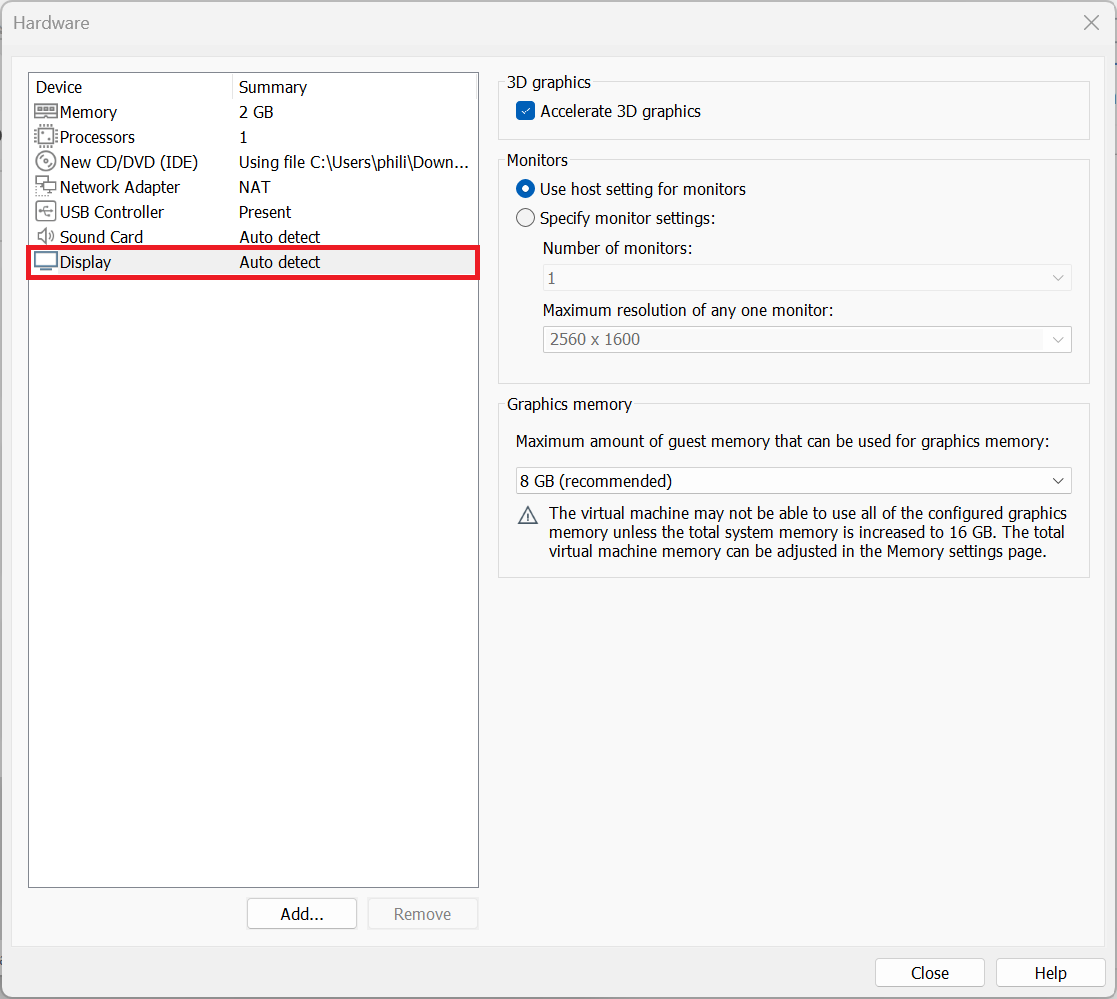 Hardware
Device Summary
Memory 2 GB
Processors 1
New CD/DVD (IDE) Using file C:\Users\phili\Down...
Network Adapter NAT
USB Controller Present
Sound Card Auto detect
Display Auto detect
Add...
Remove
3D graphics
Accelerate 3D graphics
Monitors
Use host setting for monitors
Specify monitor settings:
Number of monitors:
1
Maximum resolution of any one monitor:
2560 x 1600
Graphics memory
Maximum amount of guest memory that can be used for graphics memory:
8 GB (recommended)
The virtual machine may not be able to use all of the configured graphics
memory unless the total system memory is increased to 16 GB. The total
virtual machine memory can be adjusted in the Memory settings page.
Close
Help